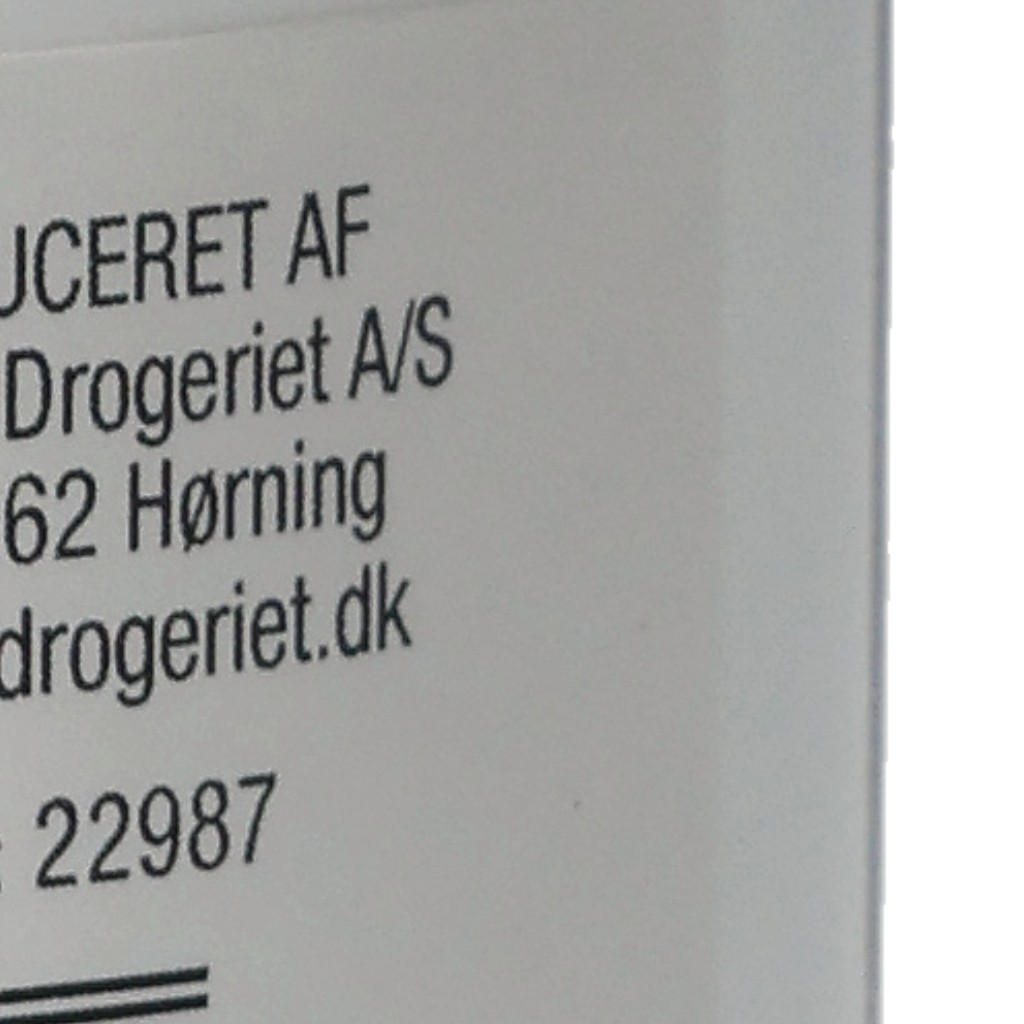 UCERET AF
Drogeriet A/S
62 Hørning
drogeriet.dk
: 22987